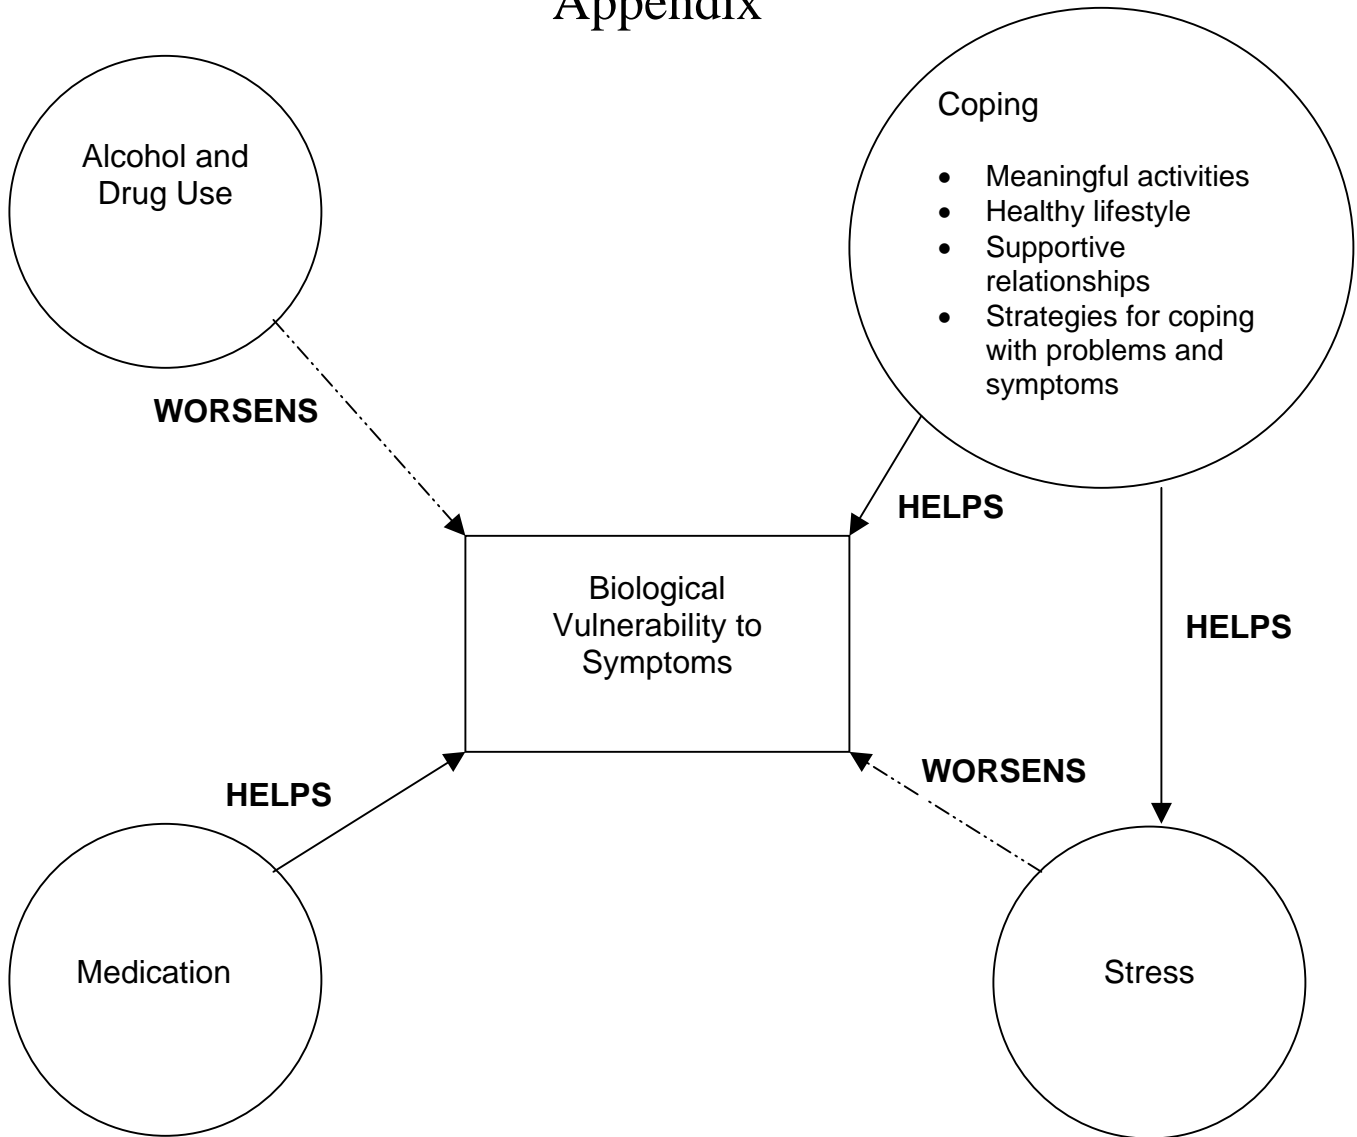 Appendix
Alcohol and
Drug Use
Coping
• Meaningful activities
• Healthy lifestyle
• Supportive
relationships
• Strategies for coping
with problems and
symptoms
WORSENS
HELPS
Biological
Vulnerability to
Symptoms
HELPS
WORSENS
HELPS
Medication
Stress